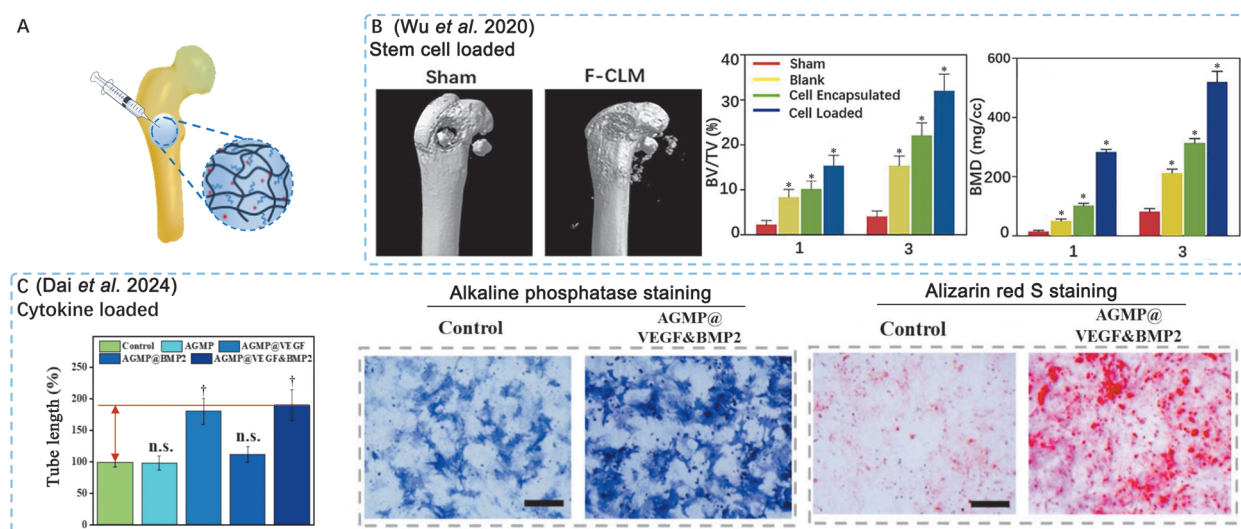 A
B (Wu et al. 2020)
Stem cell loaded
Sham
F-CLM
BV/TV (%)
40
30
20
10
0
Sham
Blank
Cell Encapsulated
Cell Loaded
* * * * * *
1 3
BMD (mg/cc)
600
400
200
0
* * * * * *
1 3
C (Dai et al. 2024)
Cytokine loaded
Control AGMP AGMP@VEGF
AGMP@BMP2 AGMP@VEGF&BMP2
Tube length (%)
250
200
150
100
50
0
n.s. † n.s. †
Alkaline phosphatase staining
Control
AGMP@
VEGF&BMP2
Alizarin red S staining
Control
AGMP@
VEGF&BMP2